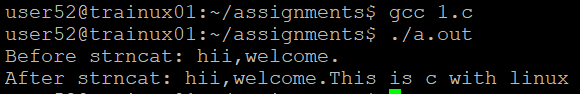 user52@trainux01:~/assignments$ gcc 1.c
user52@trainux01:~/assignments$ ./a.out
Before strncat: hii,welcome.
After strncat: hii,welcome.This is c with linux